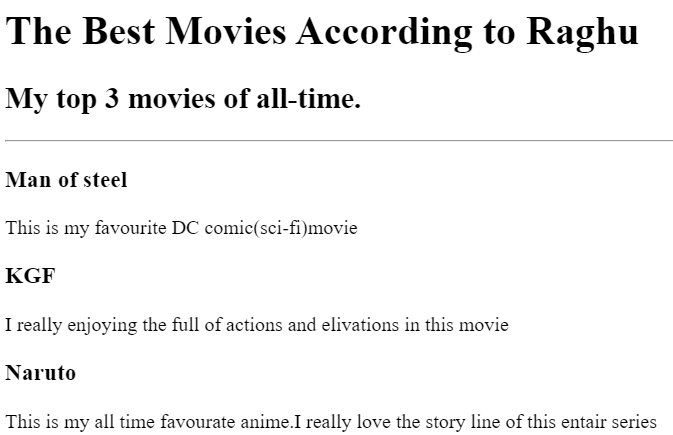 The Best Movies According to Raghu
My top 3 movies of all-time.
Man of steel
This is my favourite DC comic(sci-fi)movie
KGF
I really enjoying the full of actions and elivations in this movie
Naruto
This is my all time favourate anime.I really love the story line of this entair series